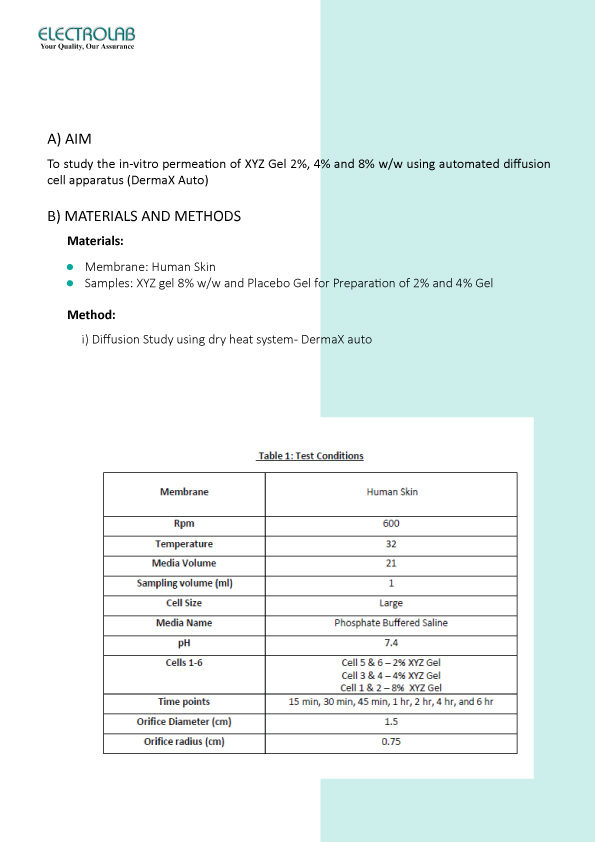 ELECTROLAB
Your Quality, Our Assurance
A) AIM
To study the in-vitro permeation of XYZ Gel 2%, 4% and 8% w/w using automated diffusion
cell apparatus (DermaX Auto)
B) MATERIALS AND METHODS
Materials:
Membrane: Human Skin
Samples: XYZ gel 8% w/w and Placebo Gel for Preparation of 2% and 4% Gel
Method:
i) Diffusion Study using dry heat system- DermaX auto
Table 1: Test Conditions
Membrane Human Skin
Rpm 600
Temperature 32
Media Volume 21
Sampling volume (ml) 1
Cell Size Large
Media Name Phosphate Buffered Saline
pH 7.4
Cells 1-6 Cell 5 & 6 – 2% XYZ Gel
Cell 3 & 4 – 4% XYZ Gel
Cell 1 & 2 – 8% XYZ Gel
Time points 15 min, 30 min, 45 min, 1 hr, 2 hr, 4 hr, and 6 hr
Orifice Diameter (cm) 1.5
Orifice radius (cm) 0.75